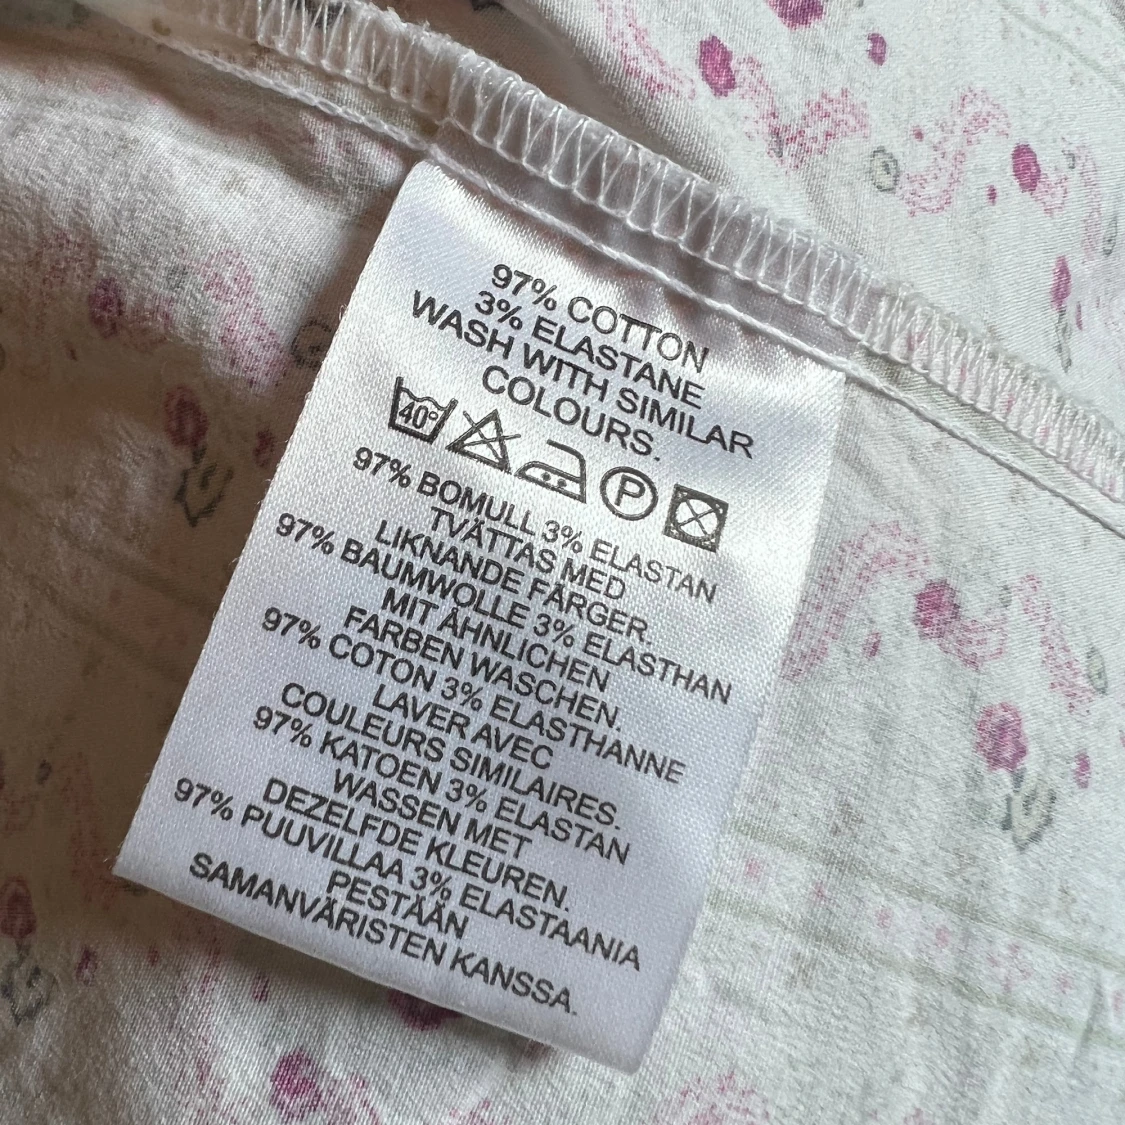 97% COTTON
3% ELASTANE
WASH WITH SIMILAR
COLOURS.
40°
P
97% BOMULL 3% ELASTAN
TVÄTTAS MED
LIKNANDE FÄRGER.
97% BAUMWOLLE 3% ELASTHAN
MIT ÄHNLICHEN
FARBEN WASCHEN.
97% COTON 3% ELASTHANNE
LAVER AVEC
COULEURS SIMILAIRES.
97% KATOEN 3% ELASTAN
WASSEN MET
DEZELFDE KLEUREN.
97% PUUVILLAA 3% ELASTAANIA
PESTÄÄN
SAMANVÄRISTEN KANSSA.